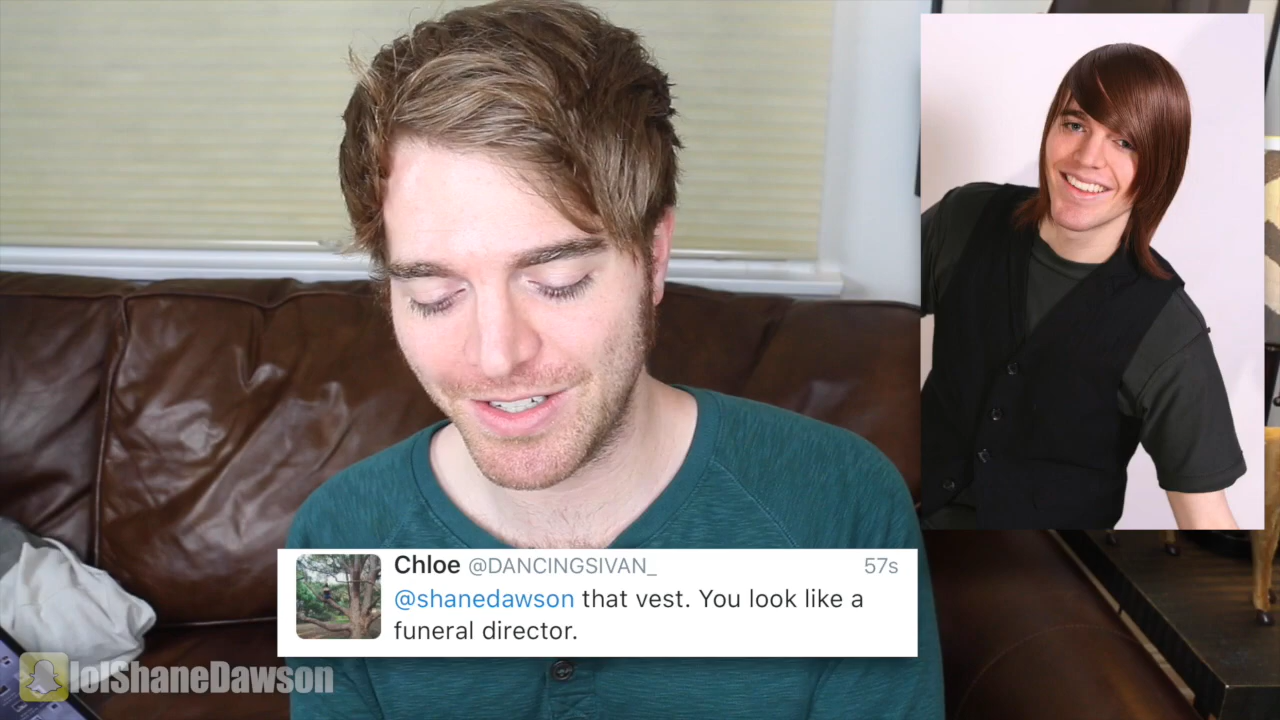 Chloe @DANCINGSIVAN_ 57s
@shanedawson that vest. You look like a
funeral director.
lolShaneDawson